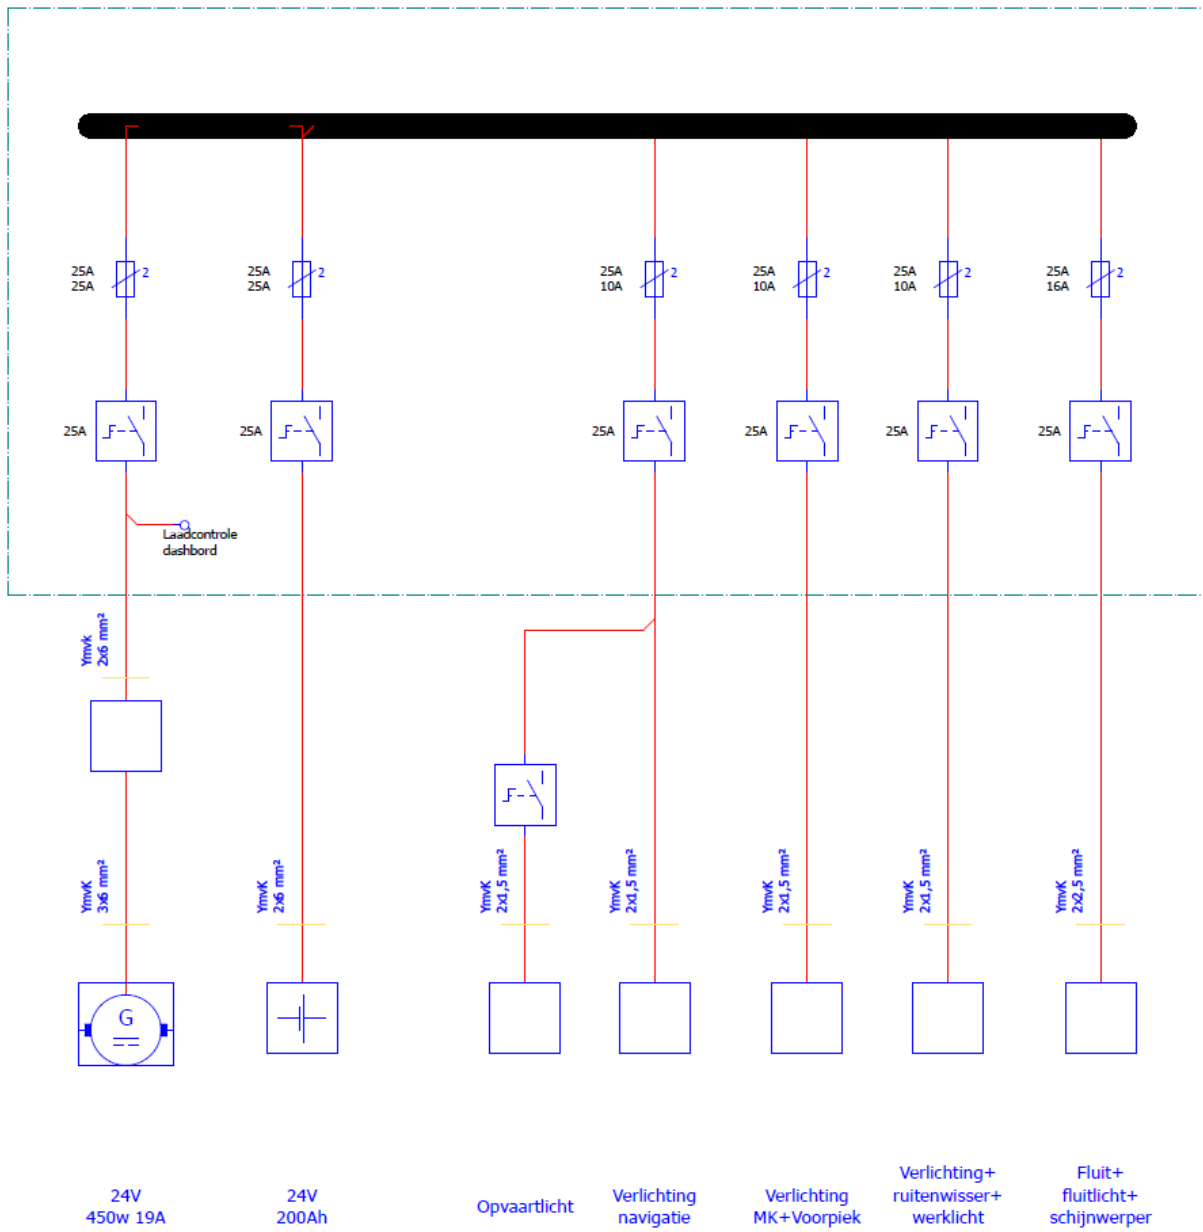 25A
25A
2
25A
25A
2
25A
10A
2
25A
10A
2
25A
10A
2
25A
16A
2
25A
25A
25A
25A
25A
25A
Laadcontrole
dashbord
Ymvk
2x6 mm²
YmvK
3x6 mm²
YmvK
2x6 mm²
YmvK
2x1,5 mm²
YmvK
2x1,5 mm²
YmvK
2x1,5 mm²
YmvK
2x1,5 mm²
YmvK
2x2,5 mm²
G
24V
450w 19A
24V
200Ah
Opvaartlicht
Verlichting
navigatie
Verlichting
MK+Voorpiek
Verlichting+
ruitenwisser+
werklicht
Fluit+
fluitlicht+
schijnwerper